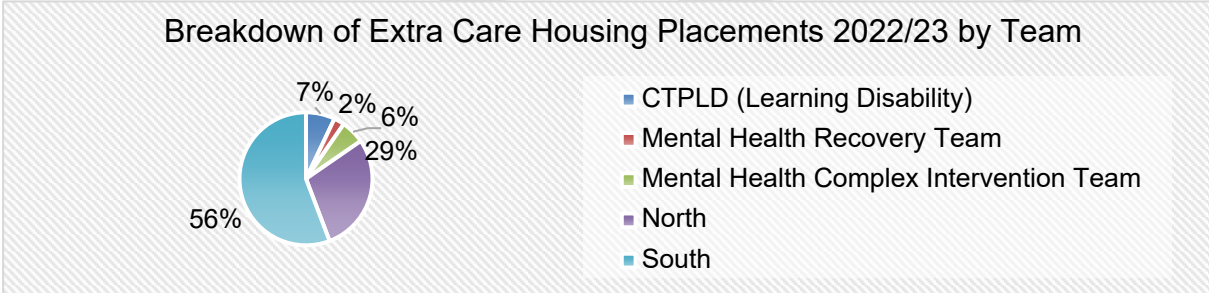 Breakdown of Extra Care Housing Placements 2022/23 by Team
7%
2%
6%
29%
56%
CTPLD (Learning Disability)
Mental Health Recovery Team
Mental Health Complex Intervention Team
North
South